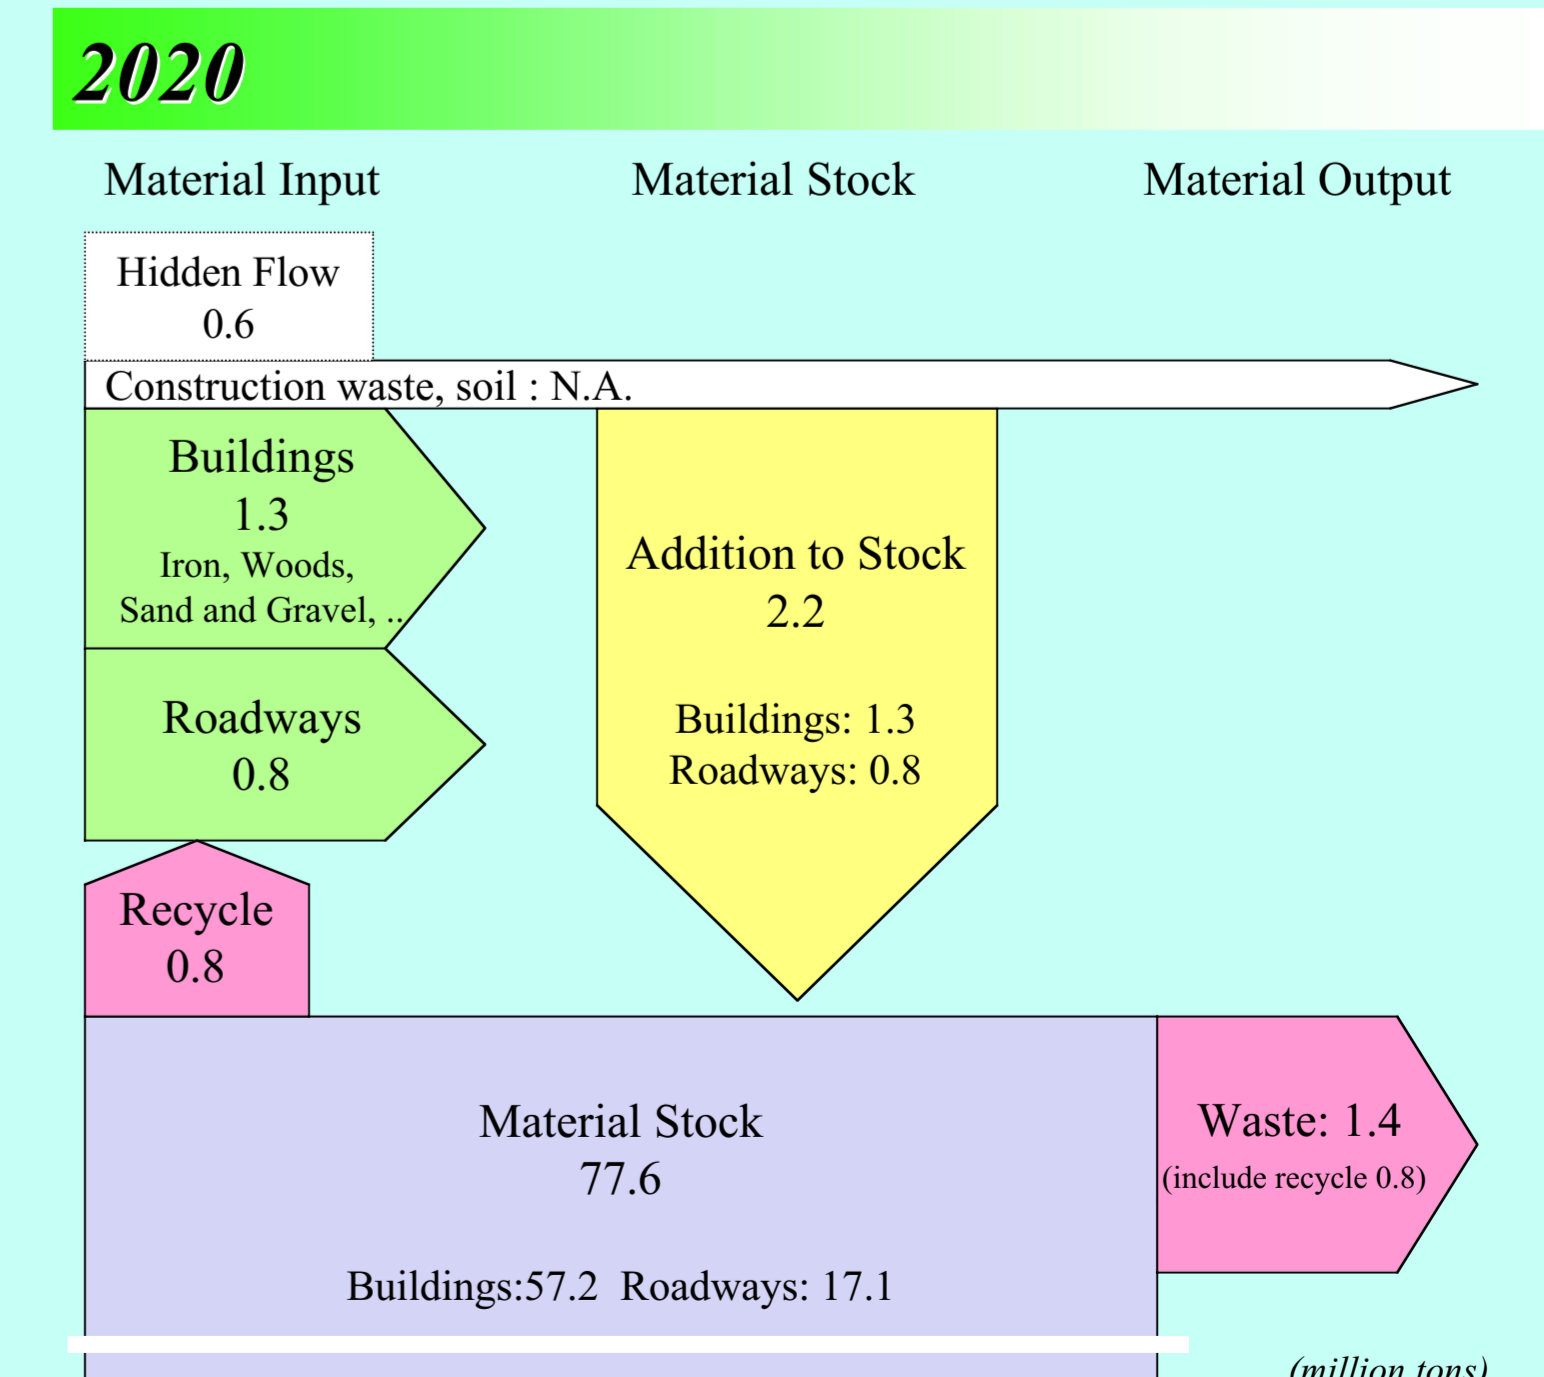 2020
Material Input
Material Stock
Material Output
Hidden Flow
0.6
Construction waste, soil : N.A.
Buildings
1.3
Iron, Woods,
Sand and Gravel, ..
Roadways
0.8
Addition to Stock
2.2
Buildings: 1.3
Roadways: 0.8
Recycle
0.8
Material Stock
77.6
Buildings:57.2  Roadways: 17.1
Waste: 1.4
(include recycle 0.8)
(million tons)